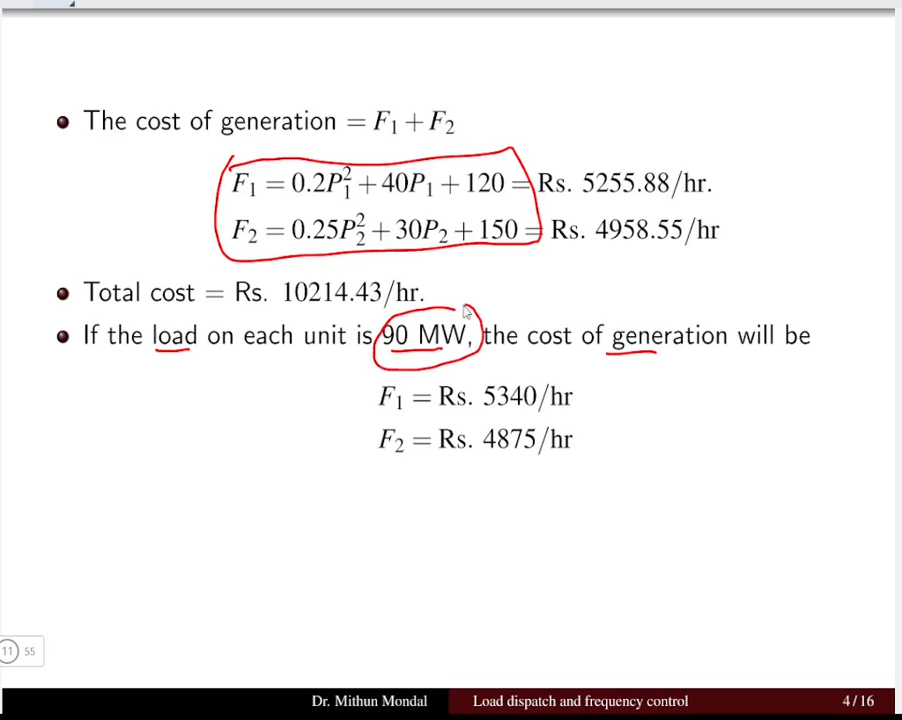 The cost of generation = F₁ + F₂
F₁ = 0.2P₁² + 40P₁ + 120 = Rs. 5255.88/hr.
F₂ = 0.25P₂² + 30P₂ + 150 = Rs. 4958.55/hr
Total cost = Rs. 10214.43/hr.
If the load on each unit is 90 MW, the cost of generation will be
F₁ = Rs. 5340/hr
F₂ = Rs. 4875/hr
11 55
Dr. Mithun Mondal Load dispatch and frequency control 4/16